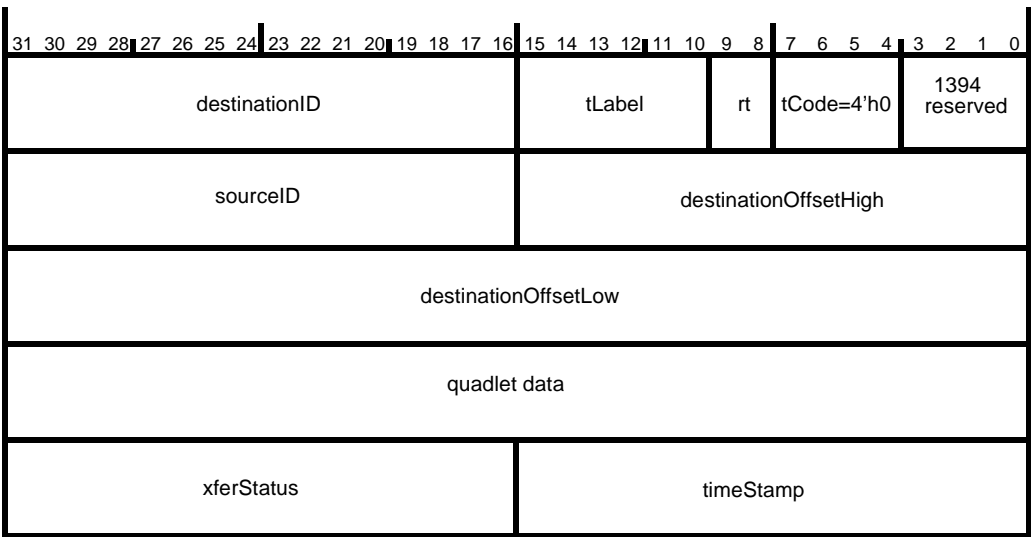 31 30 29 28 27 26 25 24 23 22 21 20 19 18 17 16 15 14 13 12 11 10 9 8 7 6 5 4 3 2 1 0
destinationID tLabel rt tCode=4'h0 1394
reserved
sourceID destinationOffsetHigh
destinationOffsetLow
quadlet data
xferStatus timeStamp